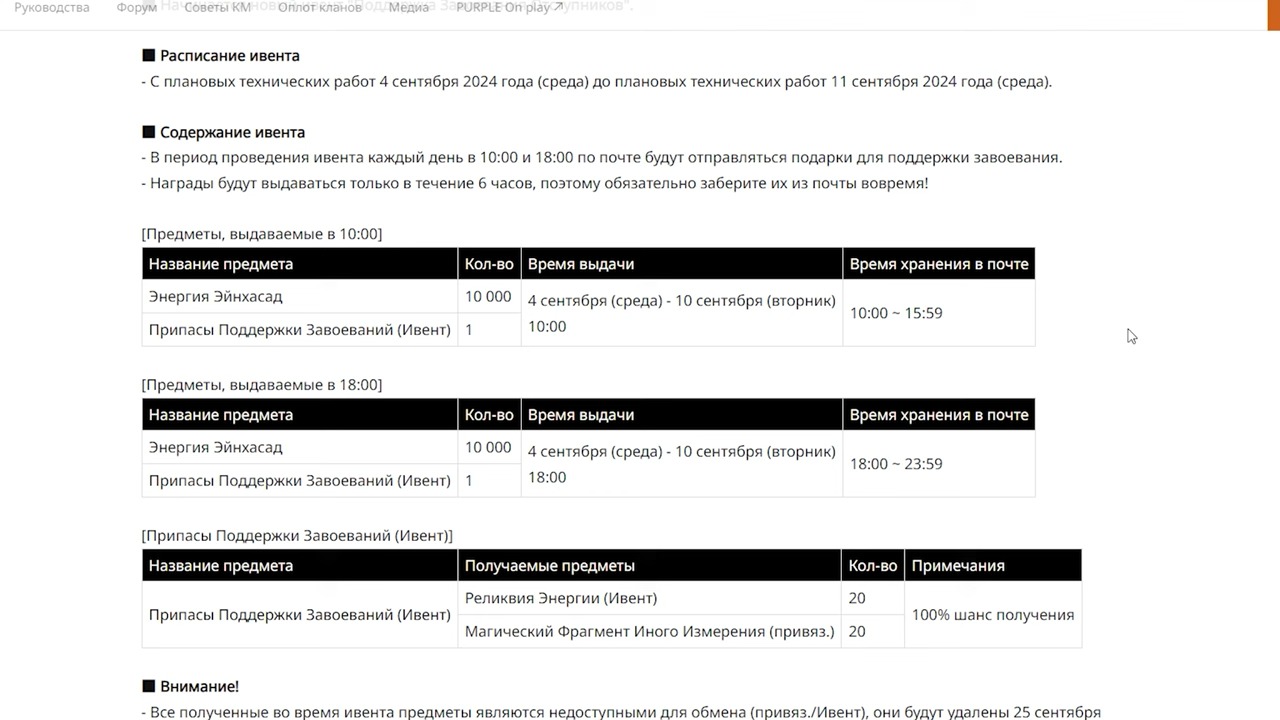 Руководства Форум Советы КМ Оплот кланов Медиа PURPLE On play
■ Расписание ивента
- С плановых технических работ 4 сентября 2024 года (среда) до плановых технических работ 11 сентября 2024 года (среда).
■ Содержание ивента
- В период проведения ивента каждый день в 10:00 и 18:00 по почте будут отправляться подарки для поддержки завоевания.
- Награды будут выдаваться только в течение 6 часов, поэтому обязательно заберите их из почты вовремя!
[Предметы, выдаваемые в 10:00]
Название предмета Кол-во Время выдачи Время хранения в почте
Энергия Эйнхасад 10 000 4 сентября (среда) - 10 сентября (вторник)
10:00 10:00 ~ 15:59
Припасы Поддержки Завоеваний (Ивент) 1
[Предметы, выдаваемые в 18:00]
Название предмета Кол-во Время выдачи Время хранения в почте
Энергия Эйнхасад 10 000 4 сентября (среда) - 10 сентября (вторник)
18:00 18:00 ~ 23:59
Припасы Поддержки Завоеваний (Ивент) 1
[Припасы Поддержки Завоеваний (Ивент)]
Название предмета Получаемые предметы Кол-во Примечания
Припасы Поддержки Завоеваний (Ивент) Реликвия Энергии (Ивент) 20 100% шанс получения
Магический Фрагмент Иного Измерения (привяз.) 20
■ Внимание!
- Все полученные во время ивента предметы являются недоступными для обмена (привяз./Ивент), они будут удалены 25 сентября